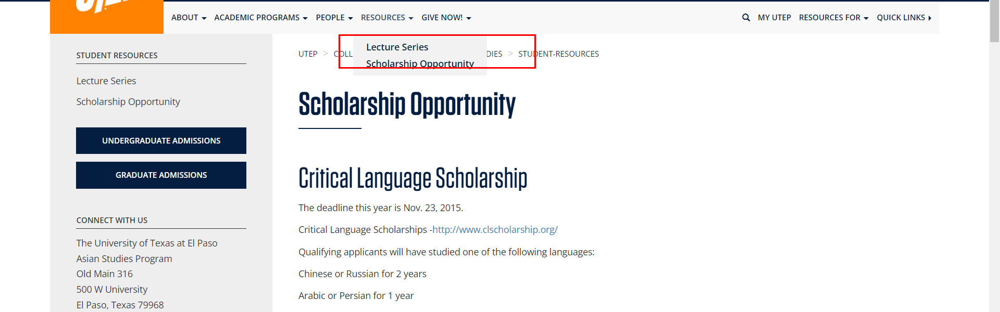 ABOUT ACADEMIC PROGRAMS PEOPLE RESOURCES GIVE NOW! MY UTEP RESOURCES FOR QUICK LINKS
Lecture Series
Scholarship Opportunity
UTEP > COLL DIES > STUDENT-RESOURCES
STUDENT RESOURCES
Lecture Series
Scholarship Opportunity
UNDERGRADUATE ADMISSIONS
GRADUATE ADMISSIONS
CONNECT WITH US
The University of Texas at El Paso
Asian Studies Program
Old Main 316
500 W University
El Paso, Texas 79968
Scholarship Opportunity
Critical Language Scholarship
The deadline this year is Nov. 23, 2015.
Critical Language Scholarships -http://www.clscholarship.org/
Qualifying applicants will have studied one of the following languages:
Chinese or Russian for 2 years
Arabic or Persian for 1 year